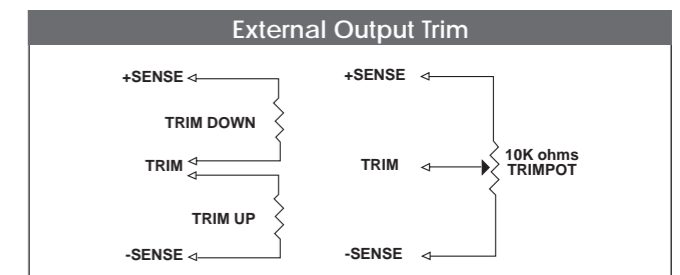 External Output Trim
+SENSE
TRIM DOWN
TRIM
TRIM UP
-SENSE
+SENSE
TRIM
10K ohms
TRIMPOT
-SENSE